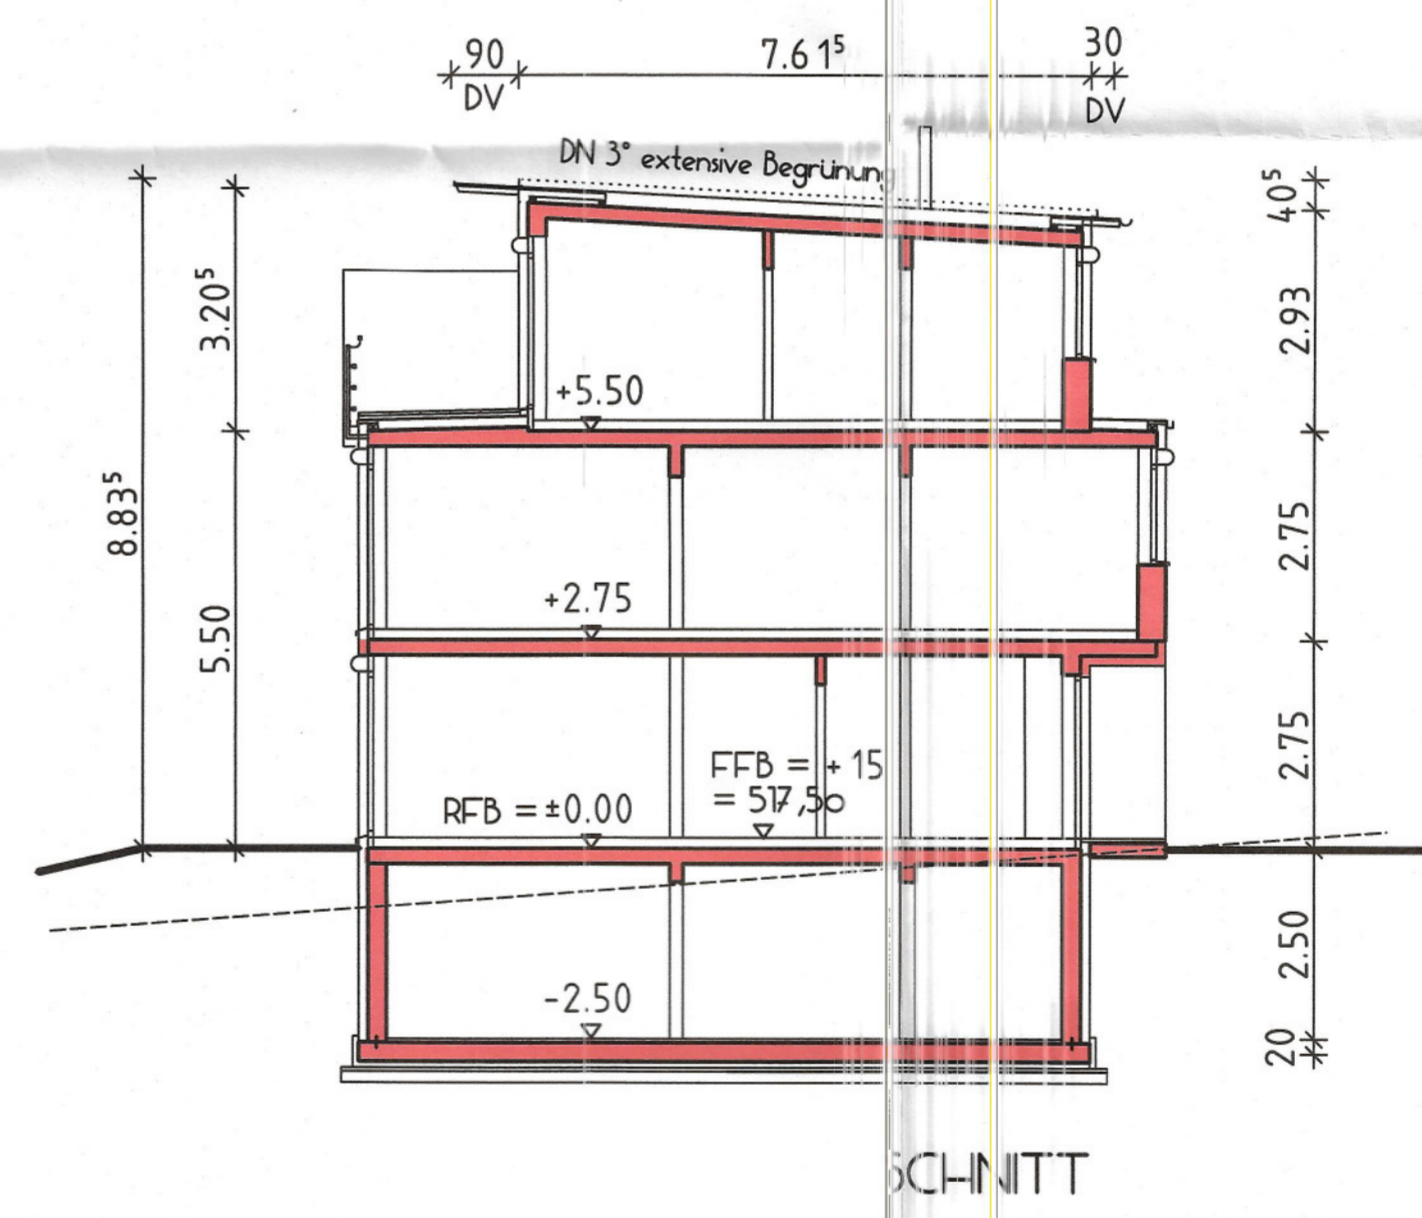 90
7.61⁵
30
DV
DV
DN 3° extensive Begrünung
40⁵
3.20⁵
2.93
+5.50
8.83⁵
2.75
+2.75
5.50
2.75
FFB = + 15
= 517,50
RFB = ±0.00
2.50
-2.50
20
SCHNITT